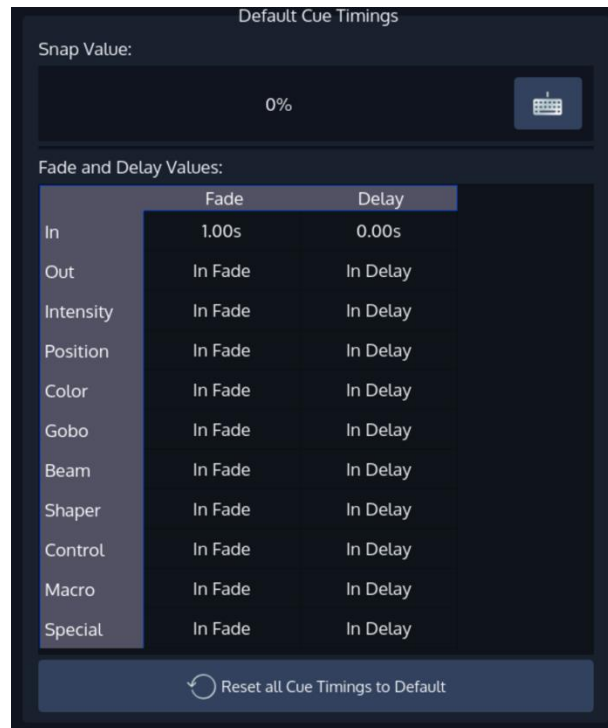 Default Cue Timings
Snap Value:
0%
Fade and Delay Values:
Fade Delay
In 1.00s 0.00s
Out In Fade In Delay
Intensity In Fade In Delay
Position In Fade In Delay
Color In Fade In Delay
Gobo In Fade In Delay
Beam In Fade In Delay
Shaper In Fade In Delay
Control In Fade In Delay
Macro In Fade In Delay
Special In Fade In Delay
Reset all Cue Timings to Default